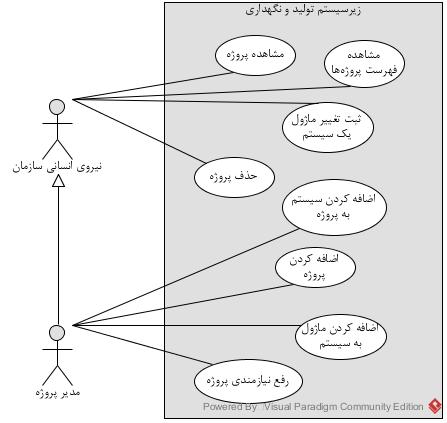 زیرسیستم تولید و نگهداری
مشاهده پروژه
مشاهده
فهرست پروژه‌ها
ثبت تغییر ماژول
یک سیستم
نیروی انسانی سازمان
حذف پروژه
اضافه کردن سیستم
به پروژه
اضافه کردن
پروژه
اضافه کردن ماژول
به سیستم
رفع نیازمندی پروژه
مدیر پروژه
Powered By Visual Paradigm Community Edition